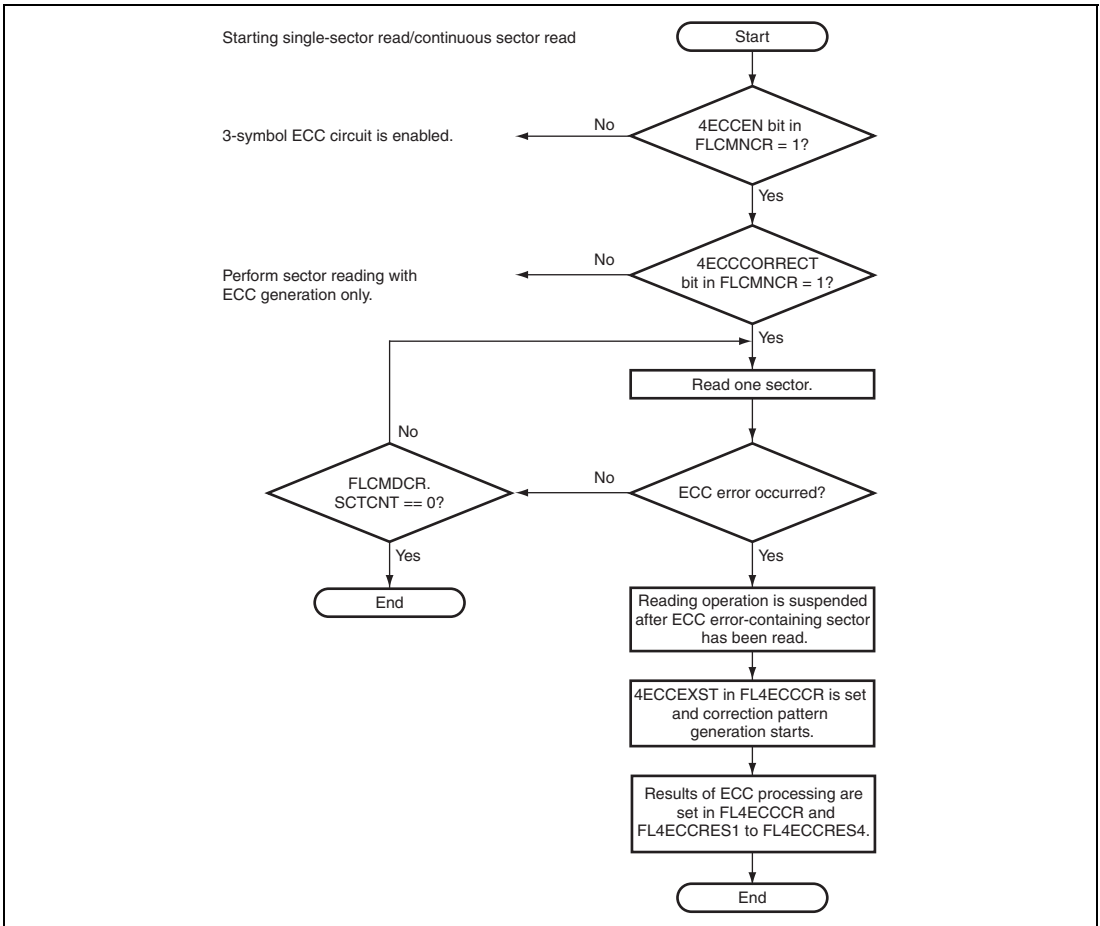 Starting single-sector read/continuous sector read
Start
4ECCEN bit in
FLCMNCR = 1?
No
3-symbol ECC circuit is enabled.
Yes
4ECCCORRECT
bit in FLCMNCR = 1?
No
Perform sector reading with
ECC generation only.
Yes
Read one sector.
ECC error occurred?
No
FLCMDCR.
SCTCNT == 0?
No
Yes
End
Yes
Reading operation is suspended
after ECC error-containing sector
has been read.
4ECCEXST in FL4ECCCR is set
and correction pattern
generation starts.
Results of ECC processing are
set in FL4ECCCR and
FL4ECCRES1 to FL4ECCRES4.
End